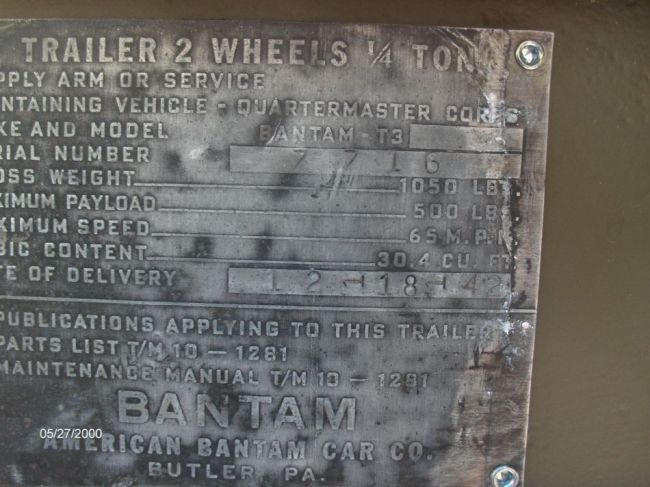 TRAILER-2 WHEELS 1/4 TON
PPLY ARM OR SERVICE
INTAINING VEHICLE - QUARTERMASTER CORPS
KE AND MODEL BANTAM-T3
RIAL NUMBER 7716
OSS WEIGHT 1050 LBS.
XIMUM PAYLOAD 500 LBS.
XIMUM SPEED 65 M.P.H.
BIC CONTENT 30.4 CU. FT.
TE OF DELIVERY 12-18-42
PUBLICATIONS APPLYING TO THIS TRAILER
PARTS LIST T/M 10 — 1281
MAINTENANCE MANUAL T/M 10 — 1281
BANTAM
05/27/2000
AMERICAN BANTAM CAR CO.
BUTLER PA.